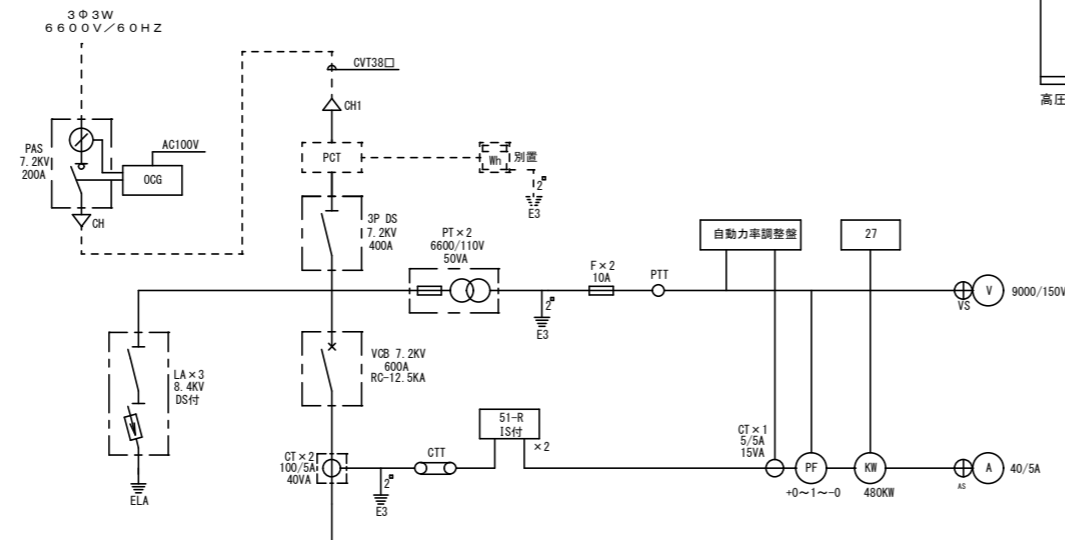 3Φ3W
6600V/60HZ
CVT38□
CH1
高圧
PAS
7.2KV
200A
AC100V
OCG
CH
PCT
Wh
別置
2□
E3
3P DS
7.2KV
400A
PT×2
6600/110V
50VA
F×2
10A
PTT
自動力率調整盤
27
2□
E3
VS
V
9000/150V
LA×3
8.4KV
DS付
VCB 7.2KV
600A
RC-12.5KA
51-R
IS付
×2
CT×2
100/5A
40VA
CTT
CT×1
5/5A
15VA
PF
KW
A
40/5A
AS
+0~1~-0
480KW
2□
E3
ELA